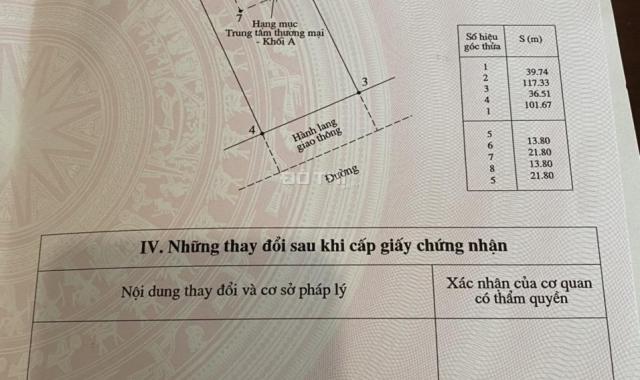 7
Hạng mục
Trung tâm thương mại
- Khối A
3
4
Hành lang
giao thông
Đường
Số hiệu góc thửa S (m)
1
39.74
2
117.33
3
36.51
4
101.67
1
5
13.80
6
21.80
7
13.80
8
21.80
5
IV. Những thay đổi sau khi cấp giấy chứng nhận
Nội dung thay đổi và cơ sở pháp lý
Xác nhận của cơ quan
có thẩm quyền